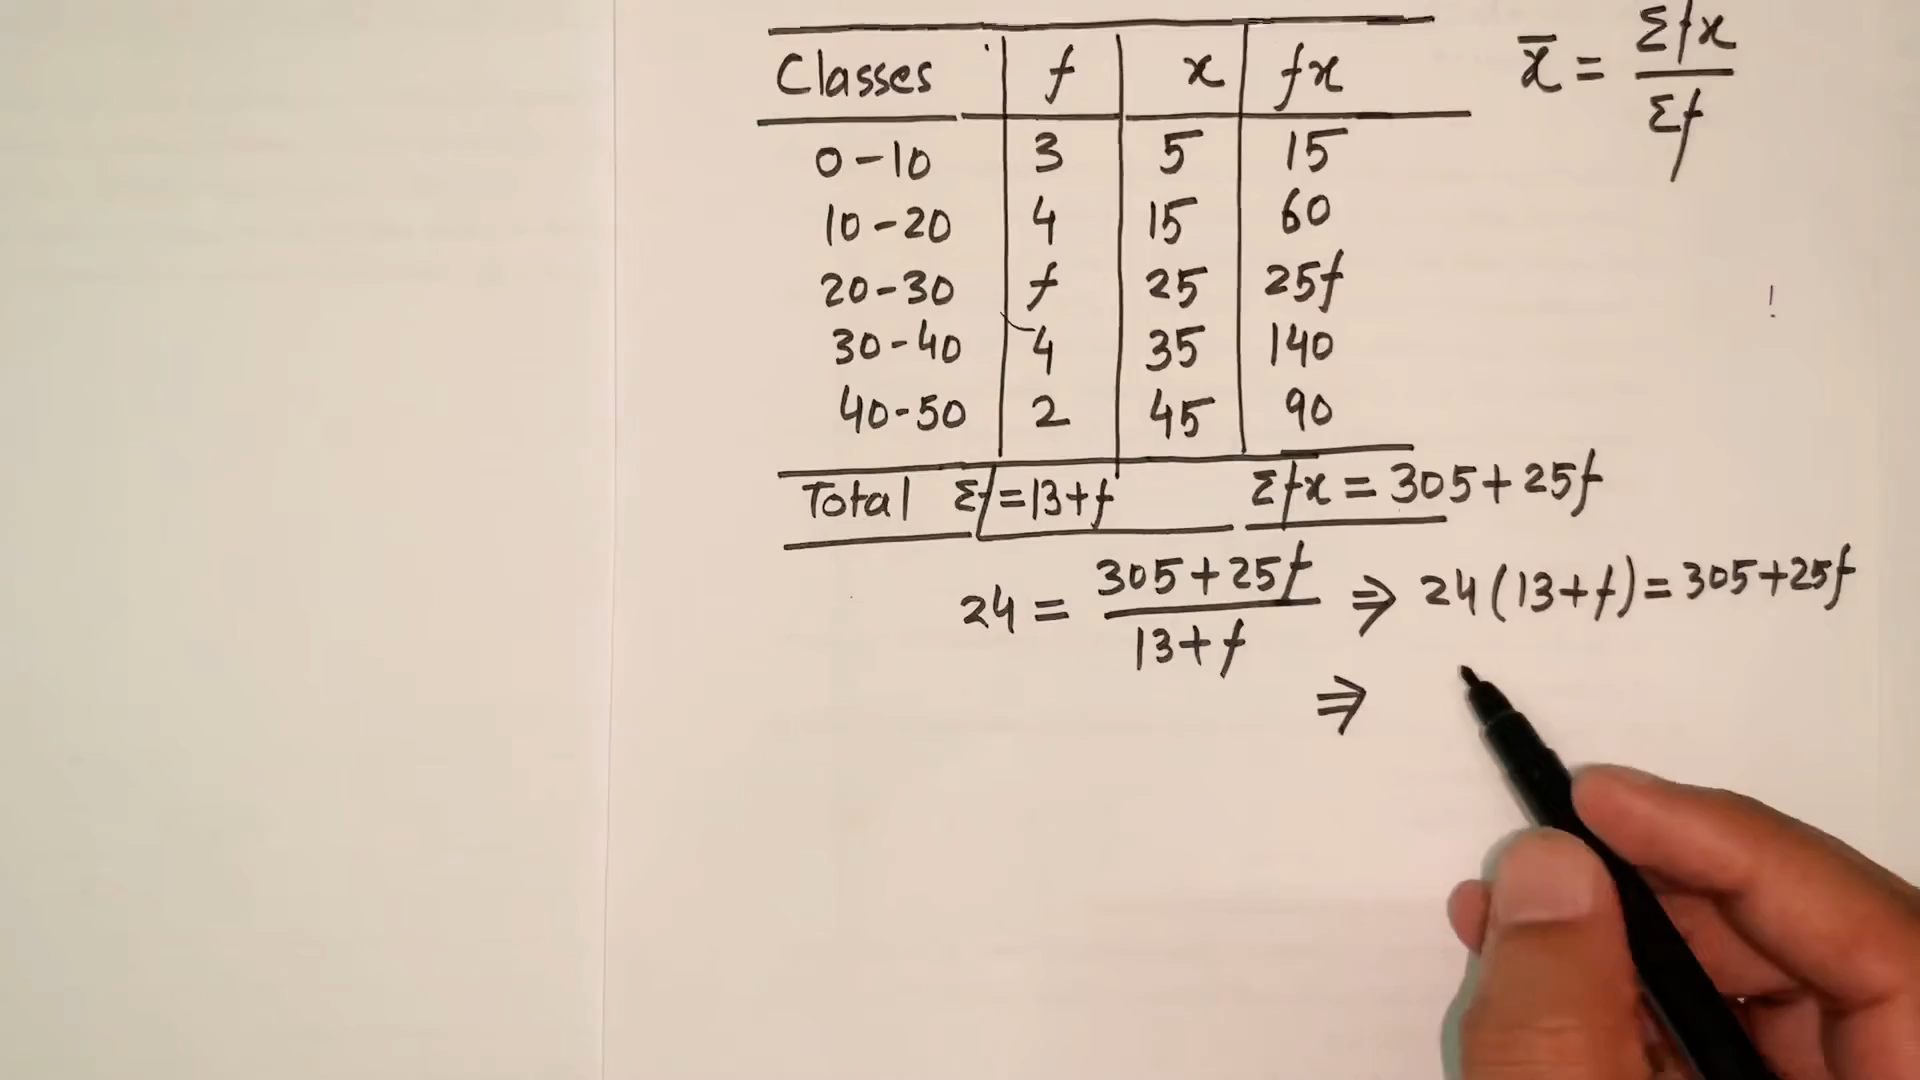 Classes f x fx x̄ = Σfx/Σf
0-10 3 5 15
10-20 4 15 60
20-30 f 25 25f
30-40 4 35 140
40-50 2 45 90
Total Σf=13+f Σfx = 305+25f
24 = 305+25f/13+f ⇒ 24(13+f)=305+25f
⇒